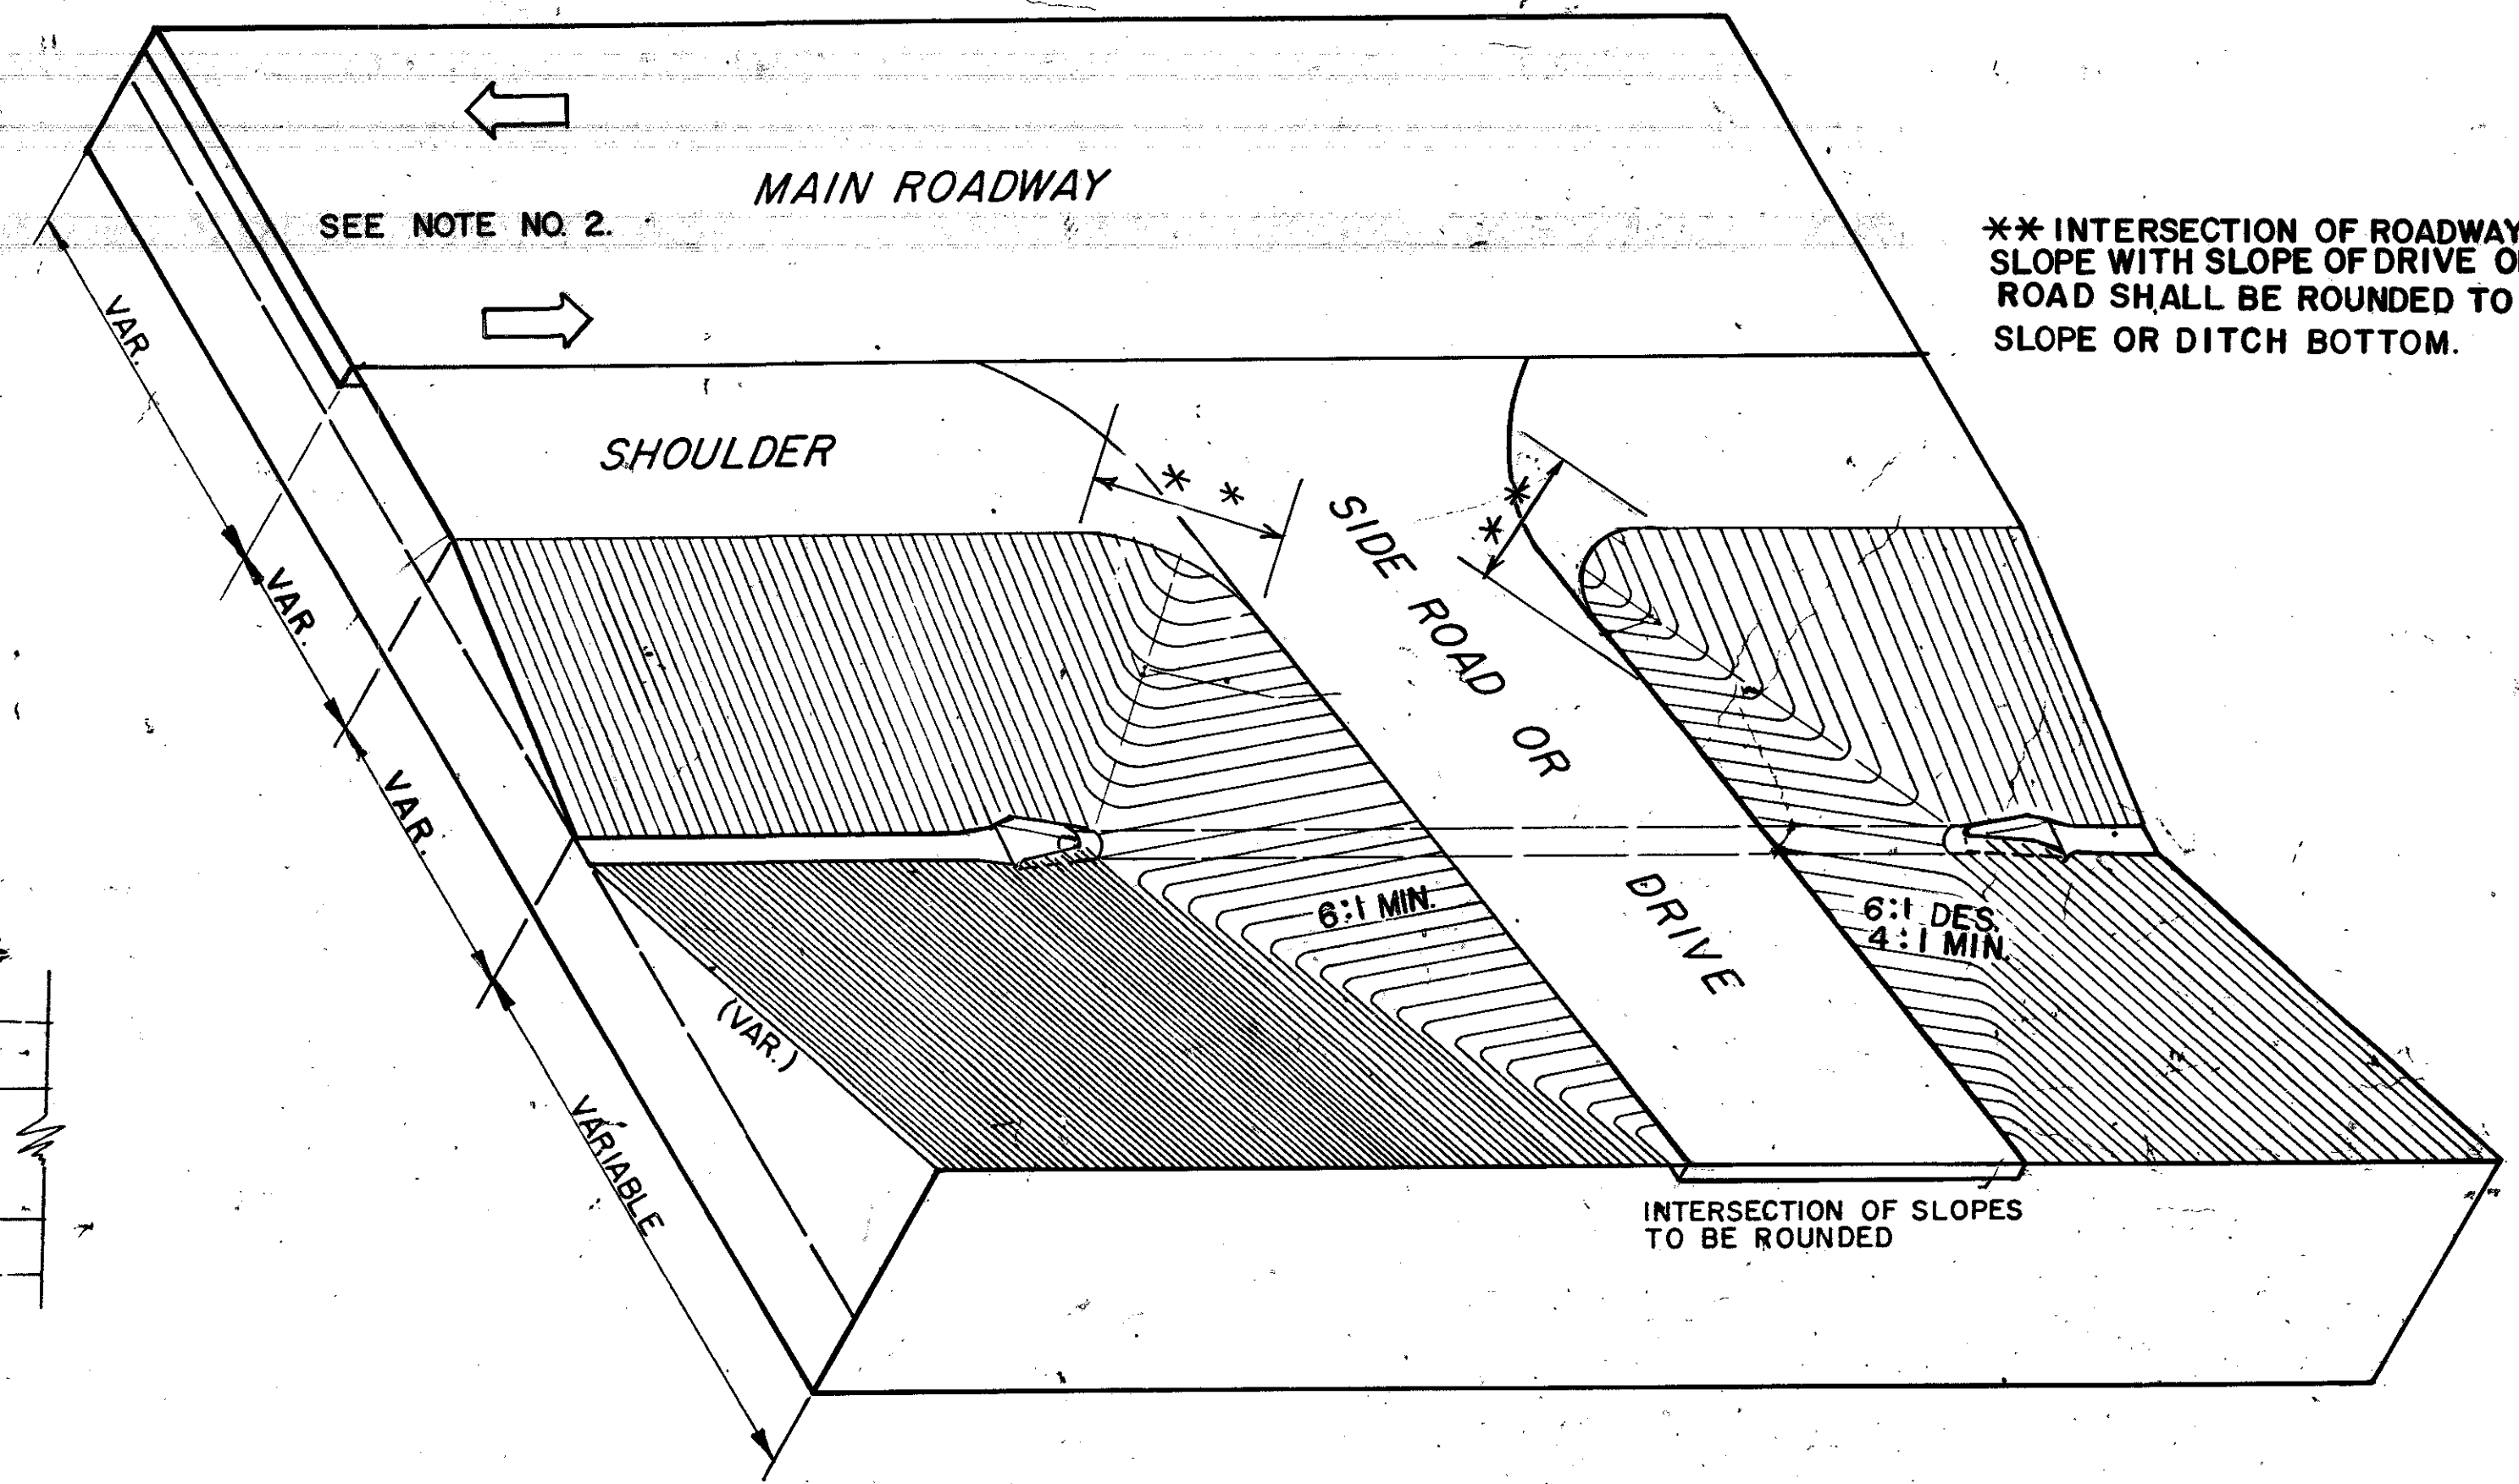 MAIN ROADWAY
SEE NOTE NO. 2.
** INTERSECTION OF ROADWAY
SLOPE WITH SLOPE OF DRIVE
ROAD SHALL BE ROUNDED TO
SLOPE OR DITCH BOTTOM.
VAR.
SHOULDER
* *
* *
SIDE ROAD OR DRIVE
VAR.
VAR.
6:1 MIN.
6:1 DES.
4:1 MIN.
(VAR.)
VARIABLE
INTERSECTION OF SLOPES
TO BE ROUNDED